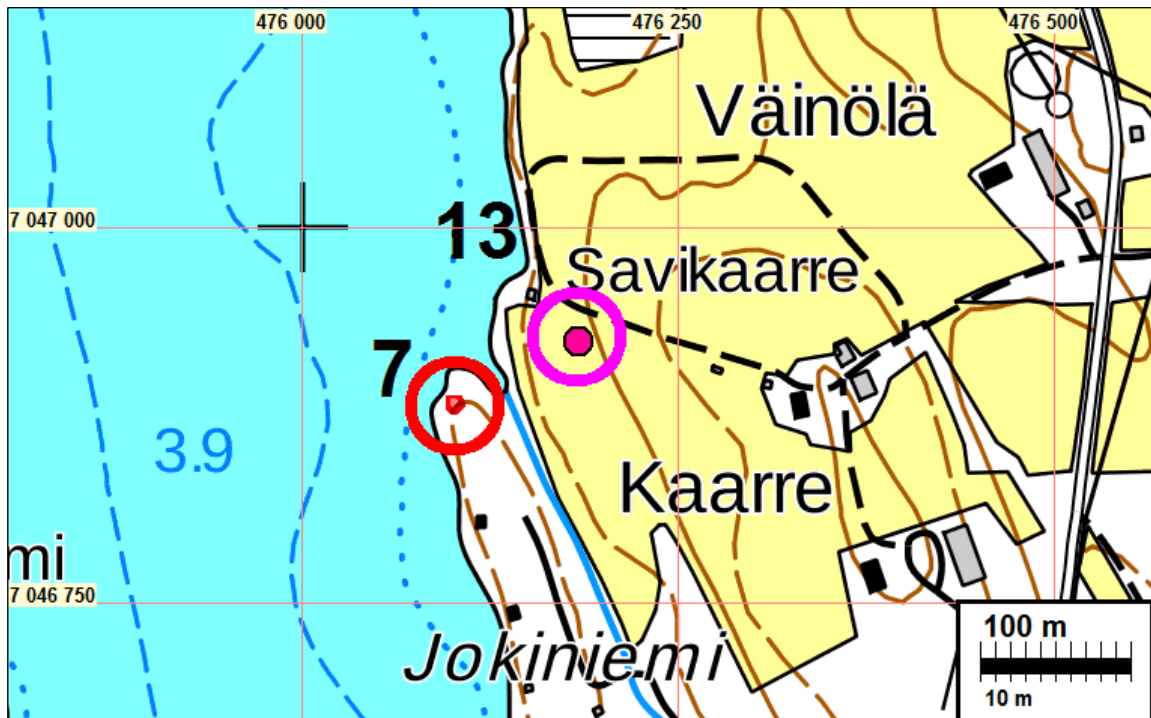 476 000
476 250
476 500
Väinölä
7 047 000
13
Savikaarre
7
3.9
Kaarre
mi
7 046 750
Jokiniemi
100 m
10 m